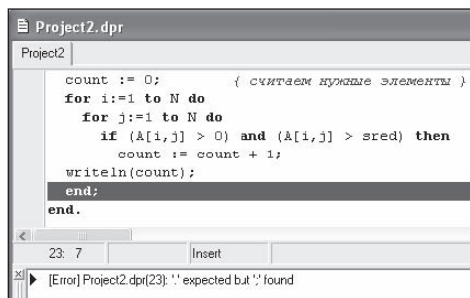 Project2.dpr
Project2
count := 0; { считаем нужные элементы }
for i:=1 to N do
for j:=1 to N do
if (A[i,j] > 0) and (A[i,j] > sred) then
count := count + 1;
writeln(count);
end;
end.
23: 7 Insert
[Error] Project2.dpr(23): '.' expected but ';' found